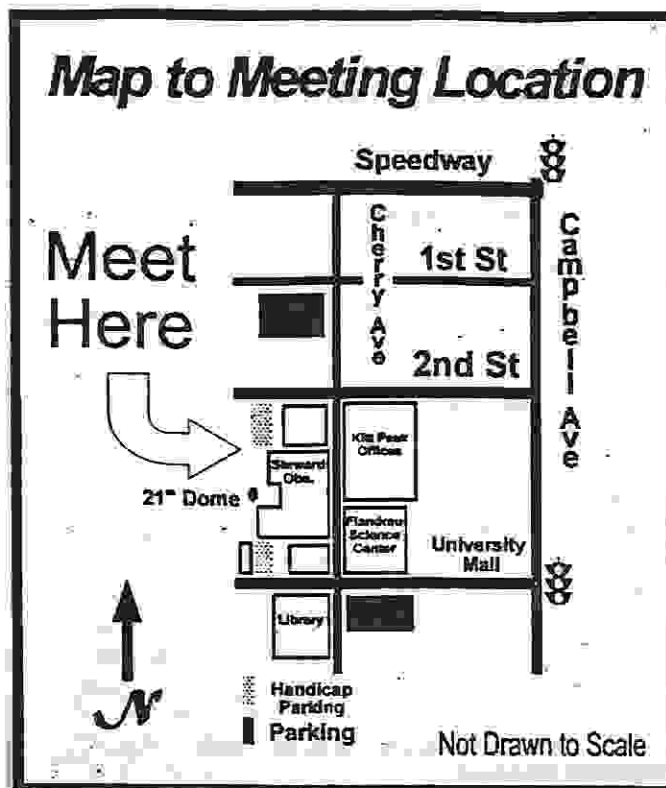 Map to Meeting Location
Speedway
Meet
Here
Cherry Ave
Campbell Ave
1st St
2nd St
Kitt Peak
Offices
Steward
Obs.
21" Dome
Flandrau
Science
Center
University
Mall
Library
N
Handicap
Parking
Parking
Not Drawn to Scale